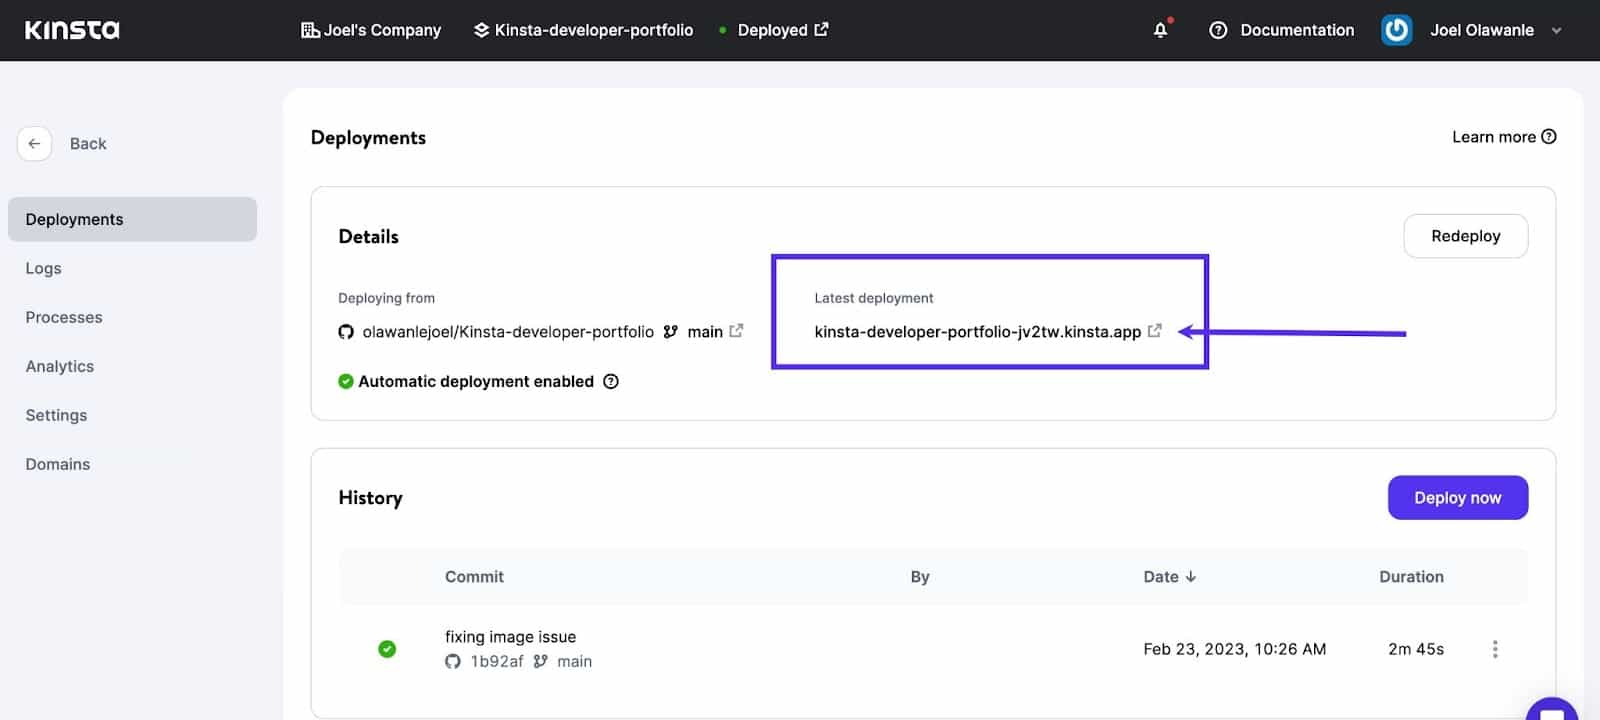 KINSTA
Joel's Company
Kinsta-developer-portfolio
Deployed
Documentation
Joel Olawanle
Back
Deployments
Logs
Processes
Analytics
Settings
Domains
Deployments
Learn more
Details
Redeploy
Deploying from
olawanlejoel/Kinsta-developer-portfolio main
Automatic deployment enabled
Latest deployment
kinsta-developer-portfolio-jv2tw.kinsta.app
History
Deploy now
Commit By Date Duration
fixing image issue
1b92af main
Feb 23, 2023, 10:26 AM
2m 45s